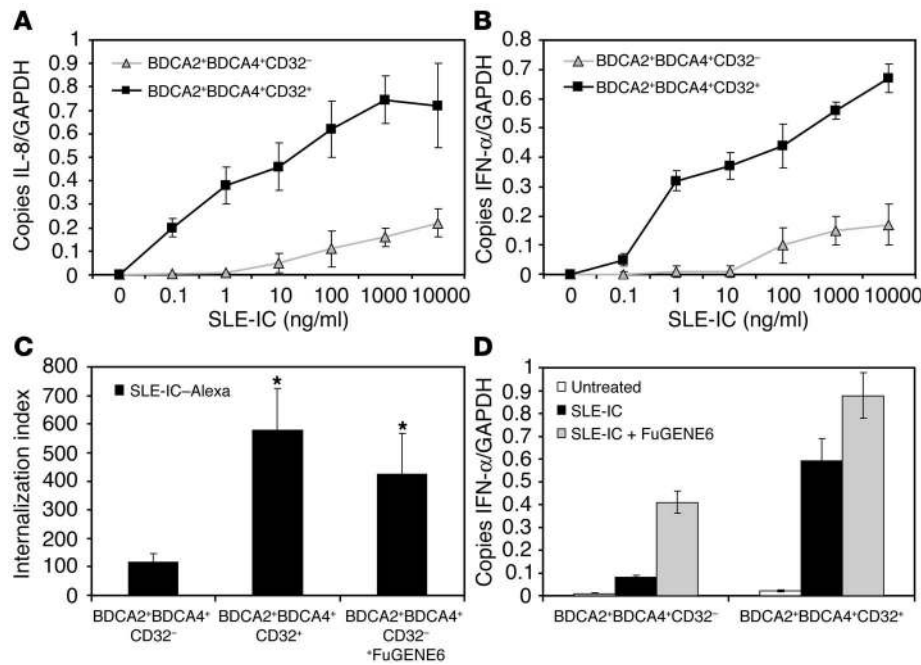 A
Copies IL-8/GAPDH
1
0.9
0.8
0.7
0.6
0.5
0.4
0.3
0.2
0.1
0
BDCA2⁺BDCA4⁺CD32⁻
BDCA2⁺BDCA4⁺CD32⁺
0 0.1 1 10 100 1000 10000
SLE-IC (ng/ml)
B
Copies IFN-α/GAPDH
0.8
0.7
0.6
0.5
0.4
0.3
0.2
0.1
0
BDCA2⁺BDCA4⁺CD32⁻
BDCA2⁺BDCA4⁺CD32⁺
0 0.1 1 10 100 1000 10000
SLE-IC (ng/ml)
C
Internalization index
800
700
600
500
400
300
200
100
0
SLE-IC–Alexa
*
*
BDCA2⁺BDCA4⁺
CD32⁻
BDCA2⁺BDCA4⁺
CD32⁺
BDCA2⁺BDCA4⁺
CD32⁻
⁺FuGENE6
D
Copies IFN-α/GAPDH
1
0.9
0.8
0.7
0.6
0.5
0.4
0.3
0.2
0.1
0
Untreated
SLE-IC
SLE-IC + FuGENE6
BDCA2⁺BDCA4⁺CD32⁻
BDCA2⁺BDCA4⁺CD32⁺